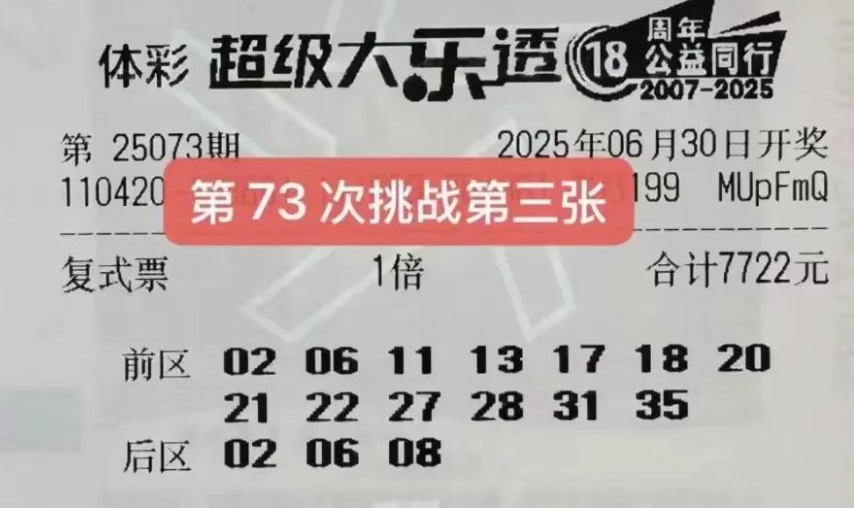 体彩 超级大乐透 18 周年 公益同行 2007-2025
第 25073期 2025年06月30日开奖
110420 199 MUpFmQ
第 73 次挑战第三张
复式票 1倍 合计7722元
前区 02 06 11 13 17 18 20
21 22 27 28 31 35
后区 02 06 08